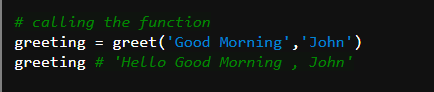 # calling the function
greeting = greet('Good Morning','John')
greeting # 'Hello Good Morning , John'